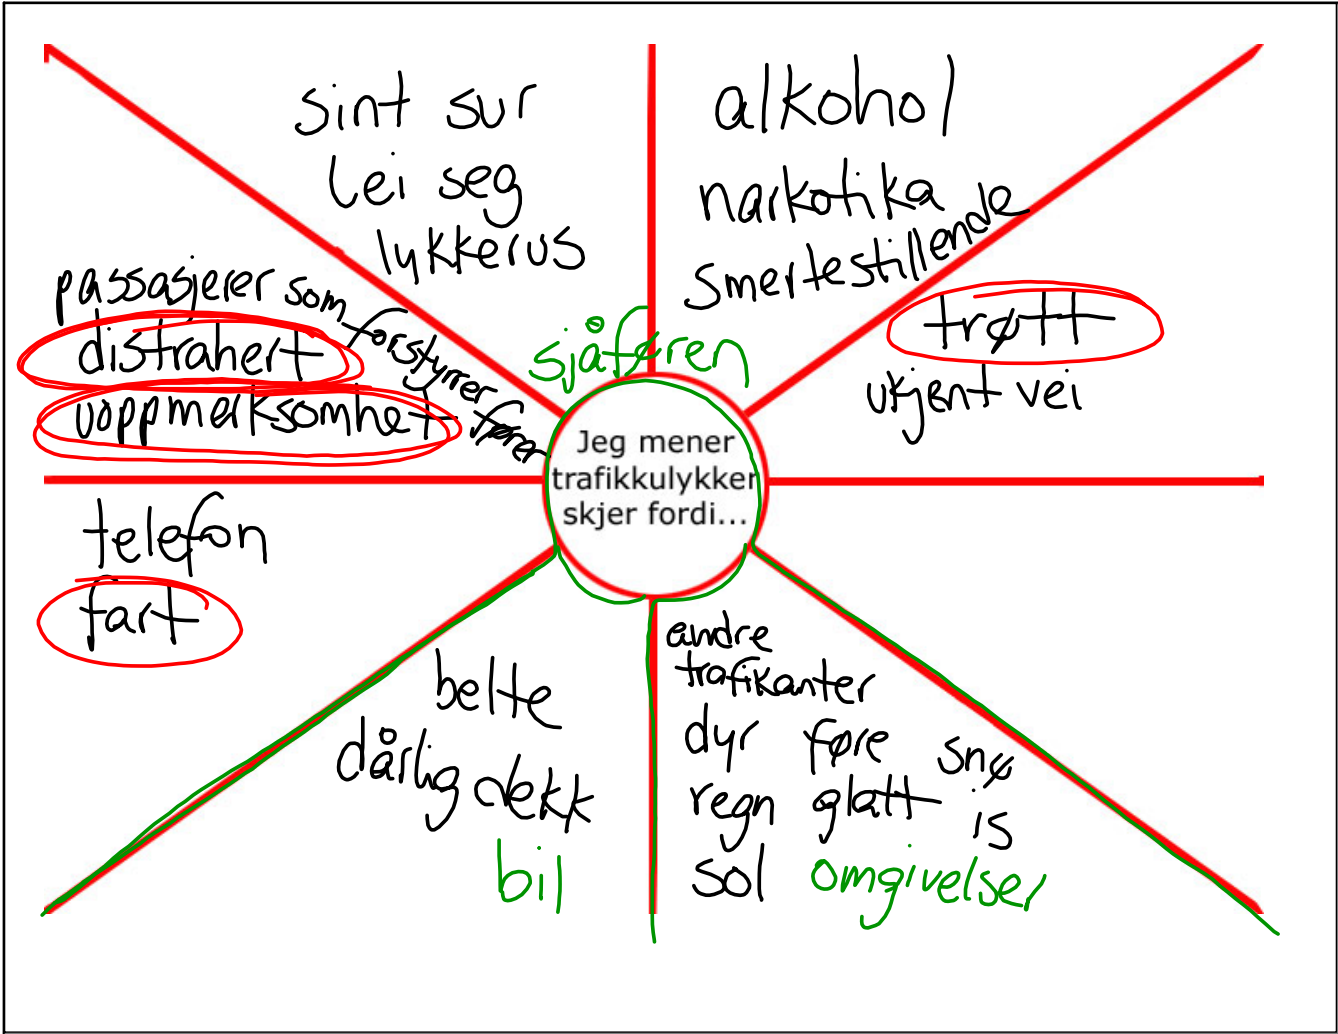 sint sur
lei seg
lykkerus
alkohol
narkotika
smertestillende
passasjerer som
forstyrrer
fører
distrahert
uoppmerksomhet
sjåføren
trøtt
ukjent vei
Jeg mener
trafikkulykker
skjer fordi...
telefon
fart
belte
dårlig dekk
bil
andre
trafikanter
dyr føre snø
regn glatt is
sol omgivelser